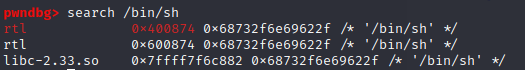 pwndbg> search /bin/sh
rtl 0x400874 0x68732f6e69622f /* '/bin/sh' */
rtl 0x600874 0x68732f6e69622f /* '/bin/sh' */
libc-2.33.so 0x7ffff7f6c882 0x68732f6e69622f /* '/bin/sh' */